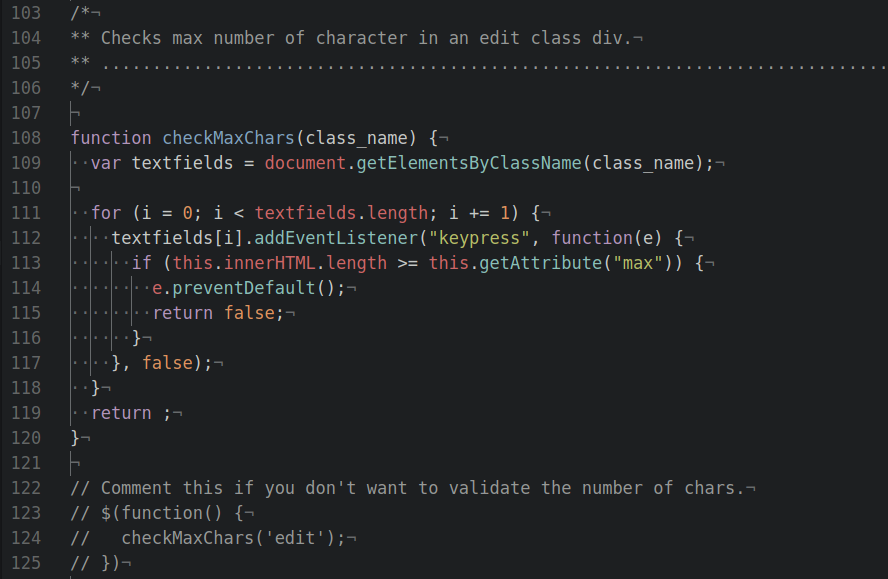 103 /*¬
104 ** Checks max number of character in an edit class div.¬
105 ** .............................................................................
106 */¬
107 ¬
108 function checkMaxChars(class_name) {¬
109 ··var textfields = document.getElementsByClassName(class_name);¬
110 ¬
111 ··for (i = 0; i < textfields.length; i += 1) {¬
112 ····textfields[i].addEventListener("keypress", function(e) {¬
113 ······if (this.innerHTML.length >= this.getAttribute("max")) {¬
114 ········e.preventDefault();¬
115 ········return false;¬
116 ······}¬
117 ····}, false);¬
118 ··}¬
119 ··return ;¬
120 }¬
121 ¬
122 // Comment this if you don't want to validate the number of chars.¬
123 // $(function() {¬
124 //   checkMaxChars('edit');¬
125 // })¬